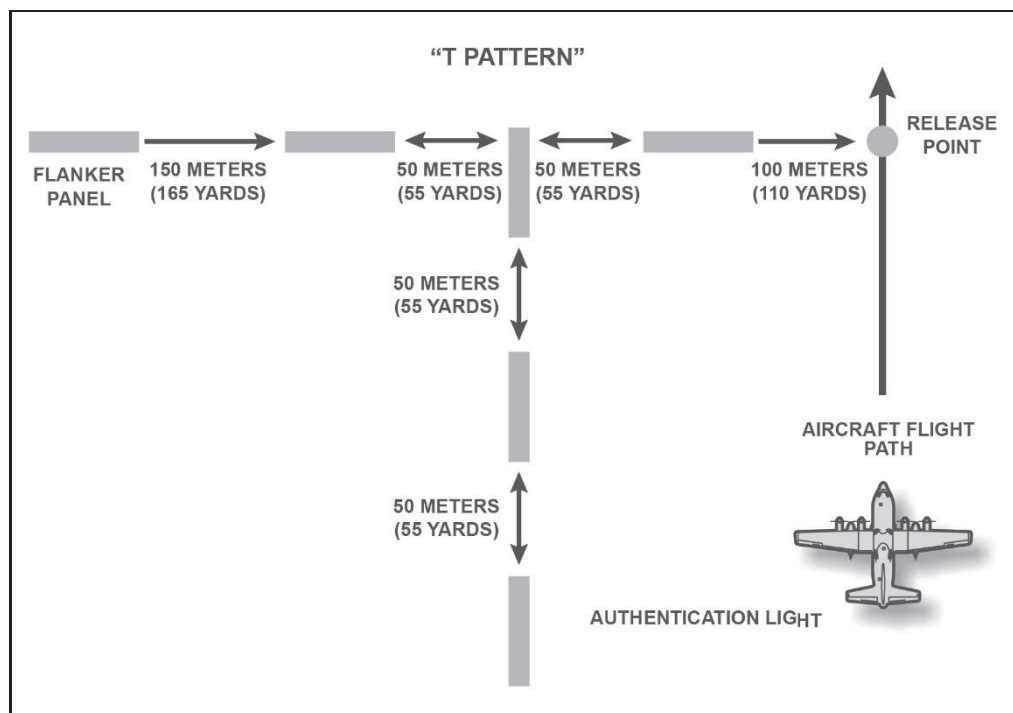 “T PATTERN”
RELEASE
POINT
FLANKER
PANEL
150 METERS
(165 YARDS)
50 METERS
(55 YARDS)
50 METERS
(55 YARDS)
100 METERS
(110 YARDS)
50 METERS
(55 YARDS)
AIRCRAFT FLIGHT
PATH
50 METERS
(55 YARDS)
AUTHENTICATION LIGHT